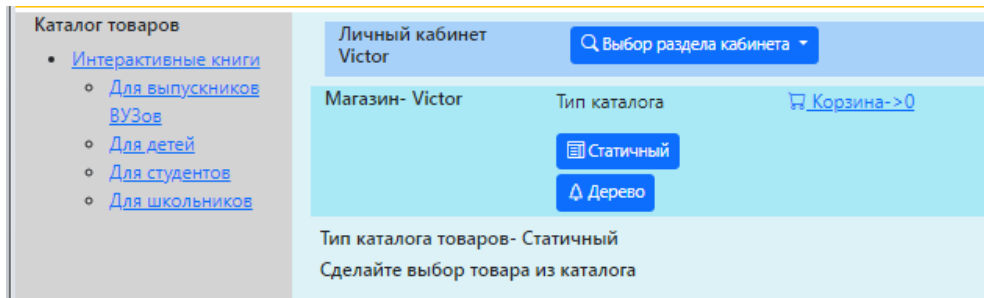 Каталог товаров
Интерактивные книги
Для выпускников
ВУЗов
Для детей
Для студентов
Для школьников
Личный кабинет
Victor
Выбор раздела кабинета
Магазин- Victor
Тип каталога
Корзина->0
Статичный
Дерево
Тип каталога товаров- Статичный
Сделайте выбор товара из каталога